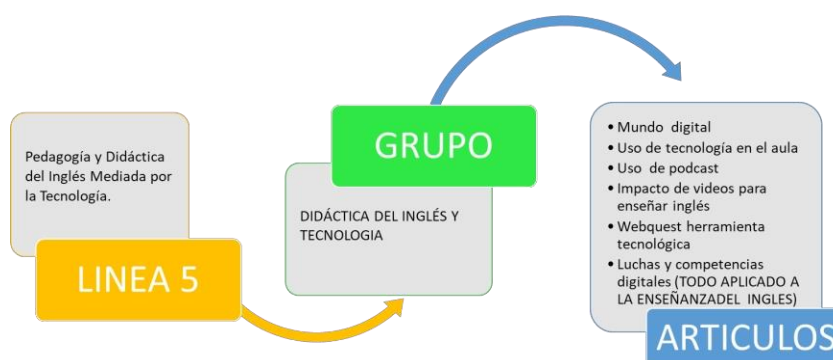 Pedagogía y Didáctica
del Inglés Mediada por
la Tecnología.
LINEA 5
GRUPO
DIDÁCTICA DEL INGLÉS Y
TECNOLOGIA
• Mundo digital
• Uso de tecnología en el aula
• Uso de podcast
• Impacto de videos para
enseñar inglés
• Webquest herramienta
tecnológica
• Luchas y competencias
digitales (TODO APLICADO A
LA ENSEÑANZADEL INGLES)
ARTICULOS